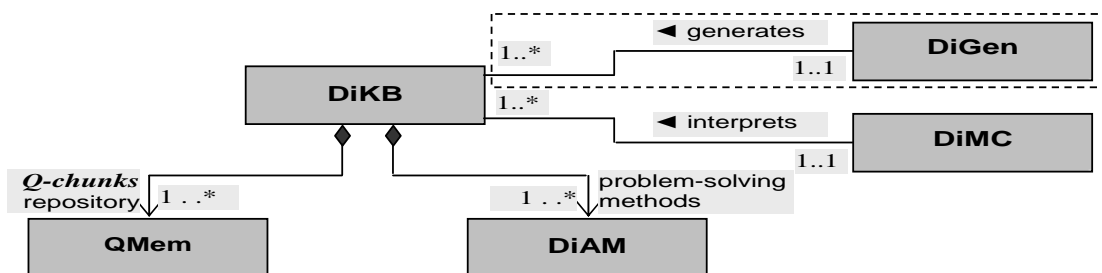 ◄ generates
1..*
DiGen
1..1
DiKB
1..*
◄ interprets
DiMC
1..1
Q-chunks
repository
1 ..*
problem-solving
methods
1 ..*
QMem
DiAM